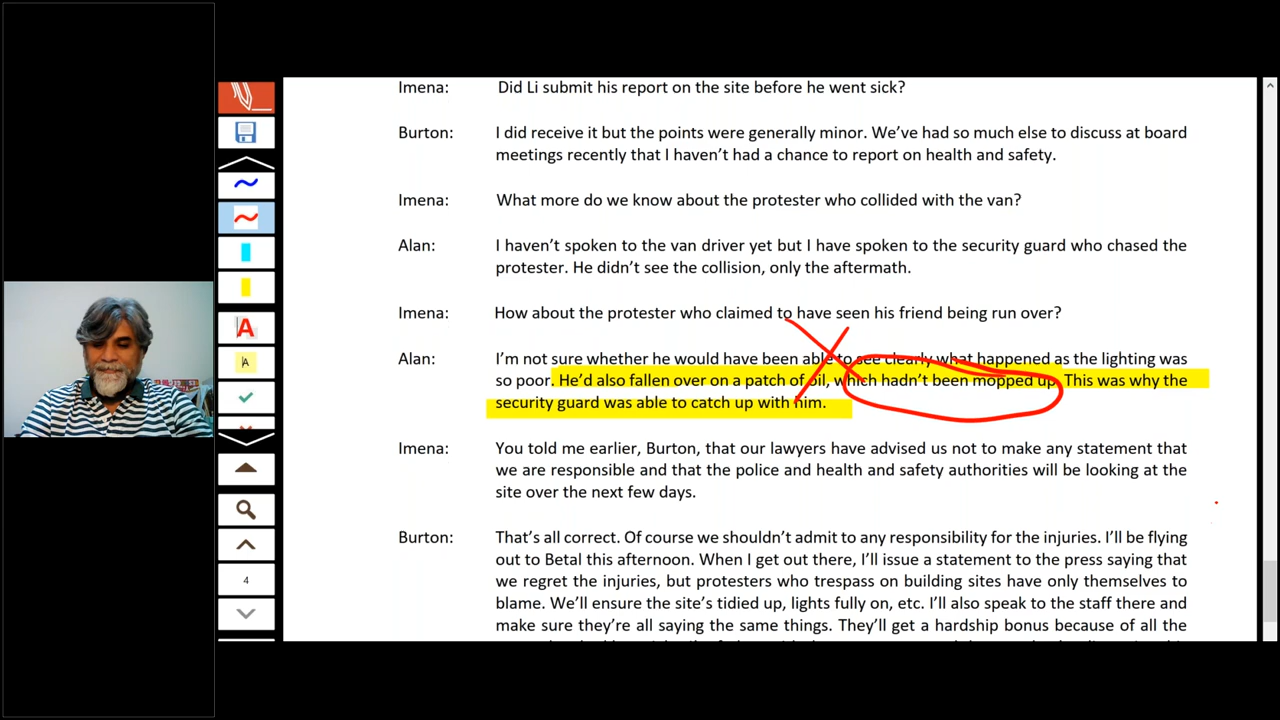 Imena: Did Li submit his report on the site before he went sick?
Burton: I did receive it but the points were generally minor. We've had so much else to discuss at board
meetings recently that I haven't had a chance to report on health and safety.
Imena: What more do we know about the protester who collided with the van?
Alan: I haven't spoken to the van driver yet but I have spoken to the security guard who chased the
protester. He didn't see the collision, only the aftermath.
Imena: How about the protester who claimed to have seen his friend being run over?
Alan: I'm not sure whether he would have been able to see clearly what happened as the lighting was
so poor. He'd also fallen over on a patch of oil, which hadn't been mopped up. This was why the
security guard was able to catch up with him.
Imena: You told me earlier, Burton, that our lawyers have advised us not to make any statement that
we are responsible and that the police and health and safety authorities will be looking at the
site over the next few days.
Burton: That's all correct. Of course we shouldn't admit to any responsibility for the injuries. I'll be flying
out to Betal this afternoon. When I get out there, I'll issue a statement to the press saying that
we regret the injuries, but protesters who trespass on building sites have only themselves to
blame. We'll ensure the site's tidied up, lights fully on, etc. I'll also speak to the staff there and
make sure they're all saying the same things. They'll get a hardship bonus because of all the
A
A
4